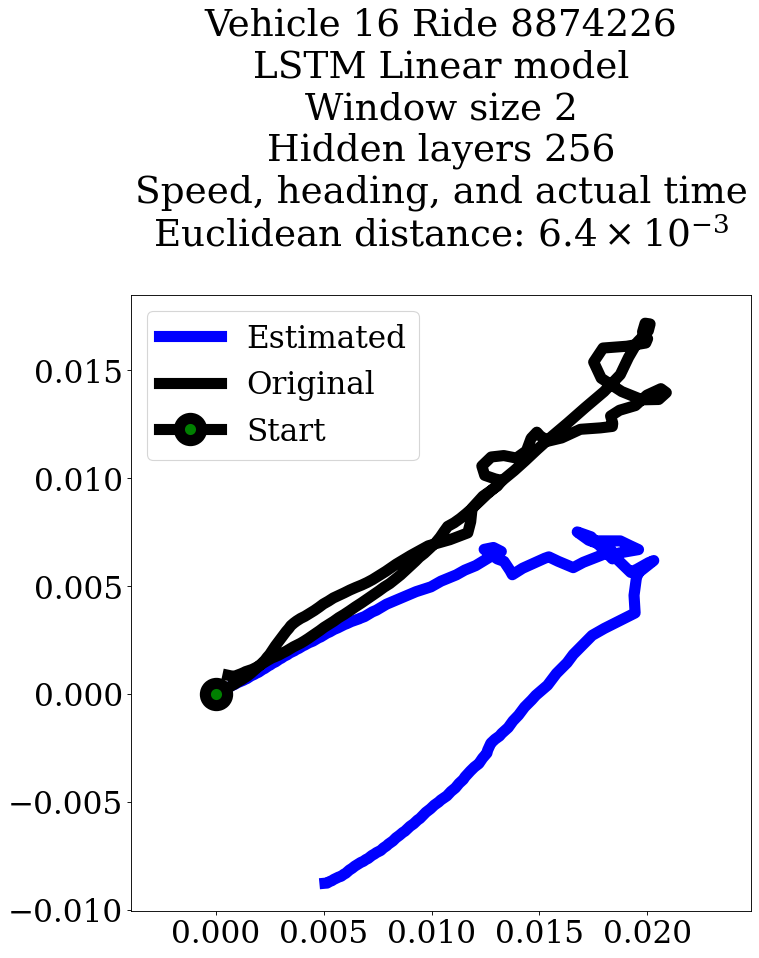 Vehicle 16 Ride 8874226
LSTM Linear model
Window size 2
Hidden layers 256
Speed, heading, and actual time
Euclidean distance: 6.4 × 10⁻³
Estimated
Original
Start
0.015
0.010
0.005
0.000
−0.005
−0.010
0.000 0.005 0.010 0.015 0.020